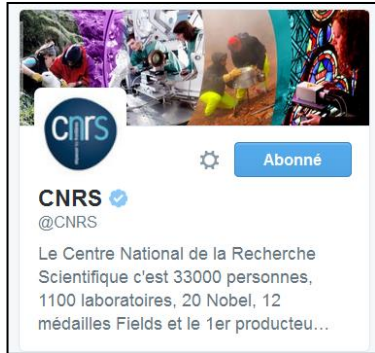 cnrs
Abonné
CNRS
@CNRS
Le Centre National de la Recherche
Scientifique c'est 33000 personnes,
1100 laboratoires, 20 Nobel, 12
médailles Fields et le 1er producteu...